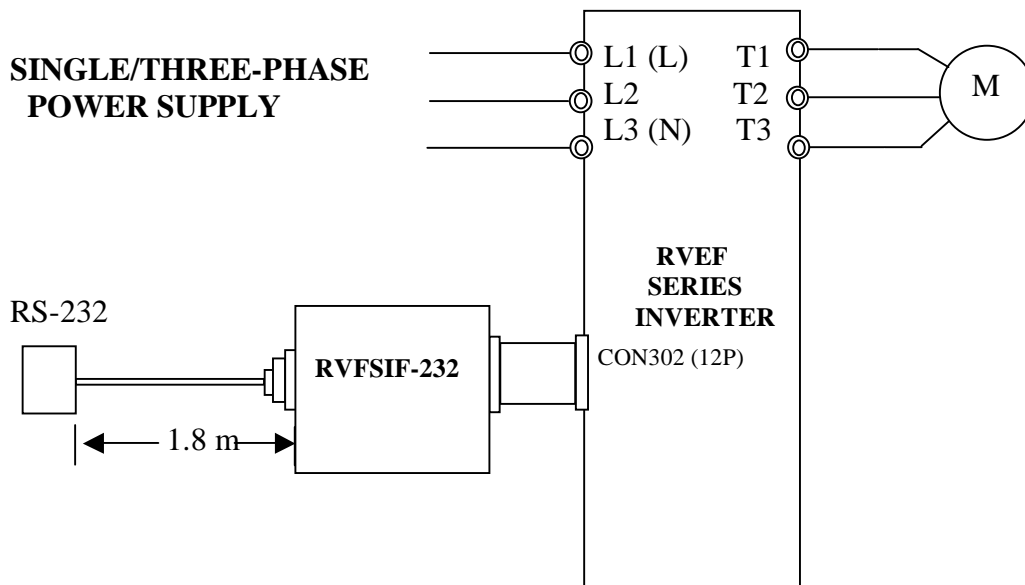 SINGLE/THREE-PHASE
POWER SUPPLY
L1 (L)
L2
L3 (N)
T1
T2
T3
M
RVEF
SERIES
INVERTER
CON302 (12P)
RS-232
RVFSIF-232
1.8 m